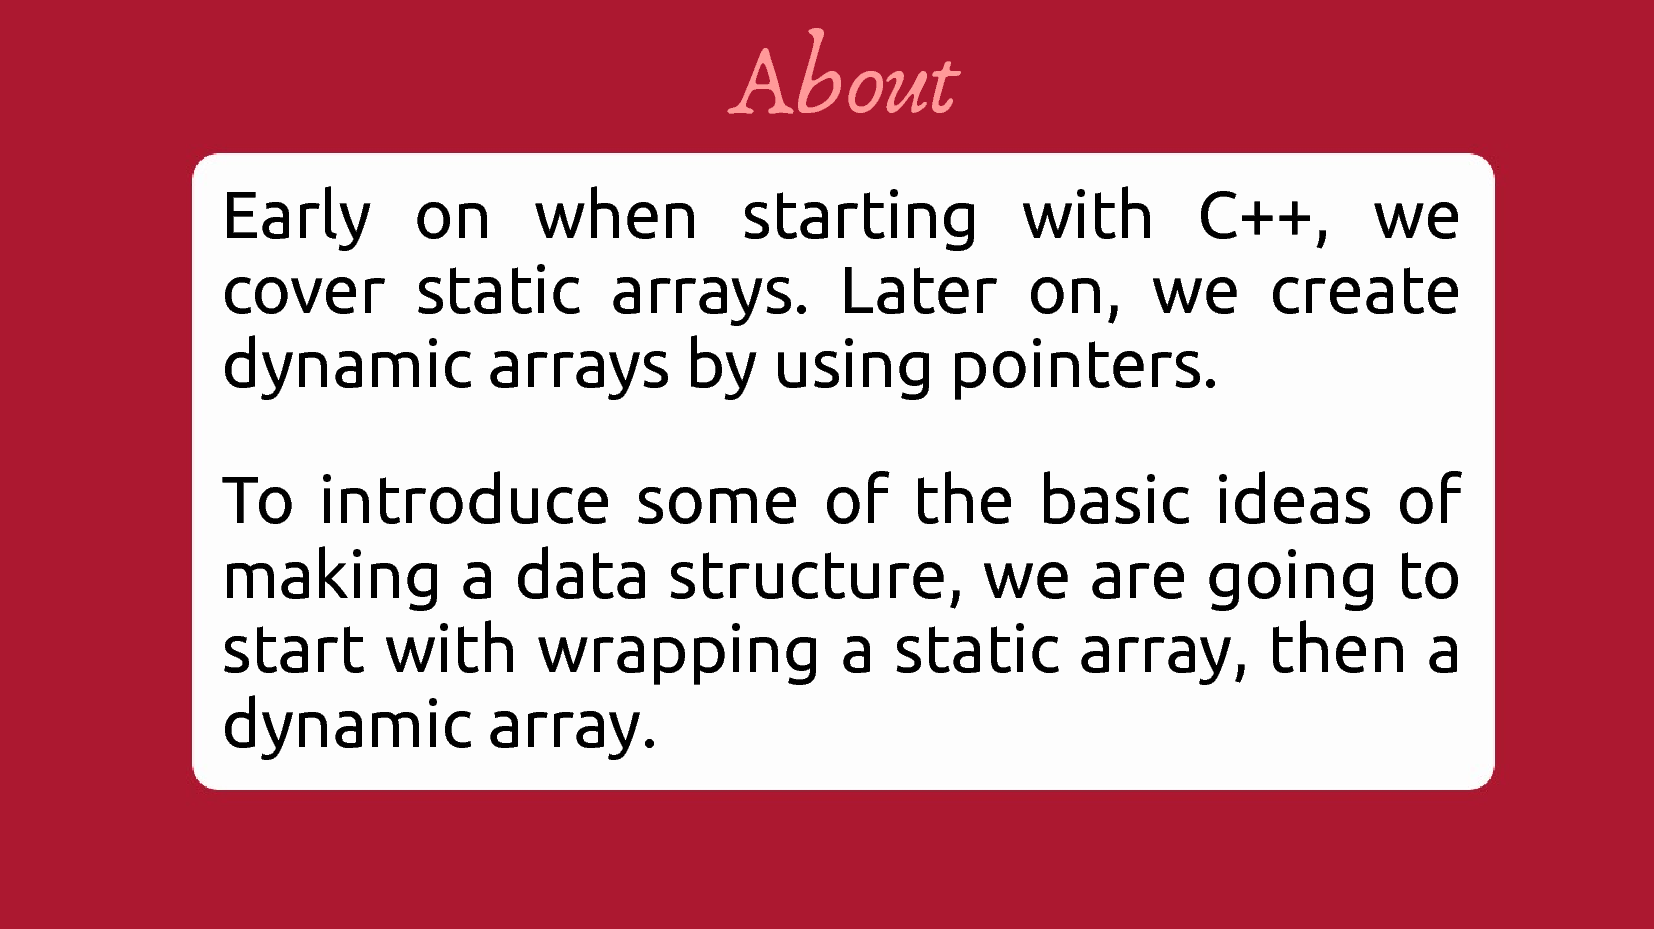 About
Early on when starting with C++, we
cover static arrays. Later on, we create
dynamic arrays by using pointers.
To introduce some of the basic ideas of
making a data structure, we are going to
start with wrapping a static array, then a
dynamic array.